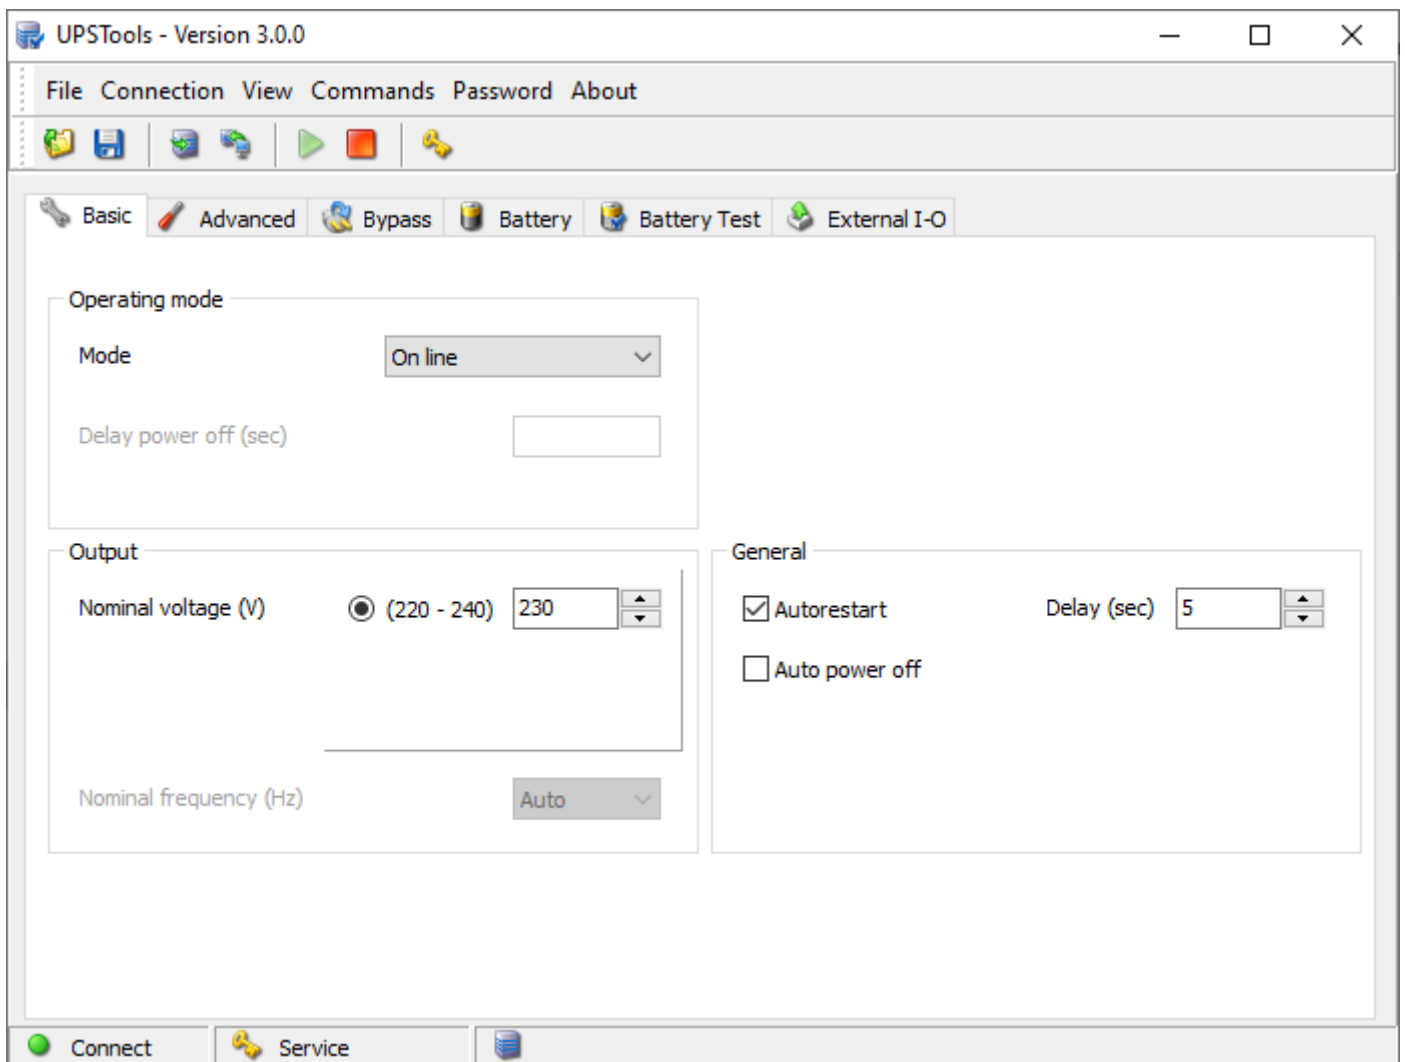 UPSTools - Version 3.0.0
File Connection View Commands Password About
Basic Advanced Bypass Battery Battery Test External I-O
Operating mode
Mode On line
Delay power off (sec)
Output
Nominal voltage (V) (220 - 240) 230
Nominal frequency (Hz) Auto
General
Autorestart Delay (sec) 5
Auto power off
Connect Service